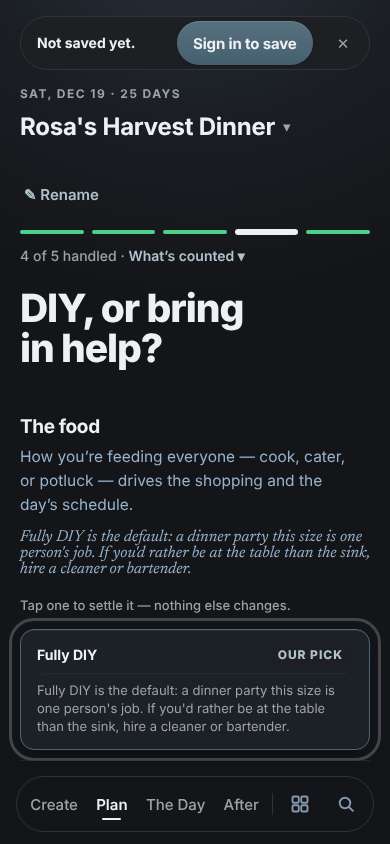 Not saved yet.
Sign in to save
×
SAT, DEC 19 · 25 DAYS
Rosa's Harvest Dinner ▾
✎ Rename
4 of 5 handled · What's counted ▾
DIY, or bring
in help?
The food
How you're feeding everyone — cook, cater,
or potluck — drives the shopping and the
day's schedule.
Fully DIY is the default: a dinner party this size is one
person's job. If you'd rather be at the table than the sink,
hire a cleaner or bartender.
Tap one to settle it — nothing else changes.
Fully DIY
OUR PICK
Fully DIY is the default: a dinner party this size is
one person's job. If you'd rather be at the table
than the sink, hire a cleaner or bartender.
Create Plan The Day After